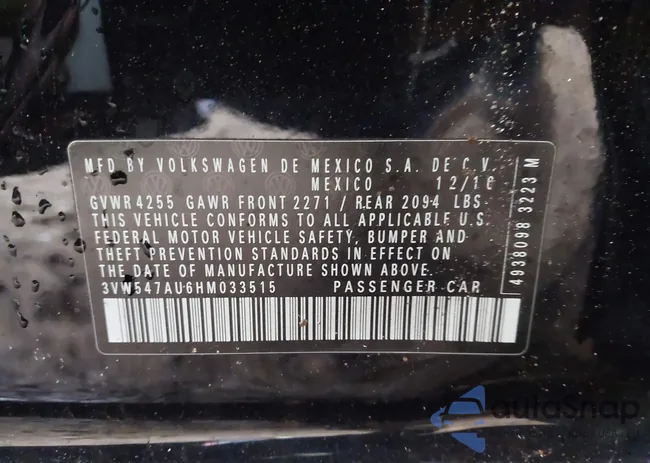 MFD BY VOLKSWAGEN DE MEXICO S.A. DE C.V.
MEXICO 12/16
GVWR 4255 GAWR FRONT 2271 / REAR 2094 LBS
THIS VEHICLE CONFORMS TO ALL APPLICABLE U.S.
FEDERAL MOTOR VEHICLE SAFETY, BUMPER AND
THEFT PREVENTION STANDARDS IN EFFECT ON
THE DATE OF MANUFACTURE SHOWN ABOVE.
3VW547AU6HM033515 PASSENGER CAR
4938098 3223 M
autoSnap